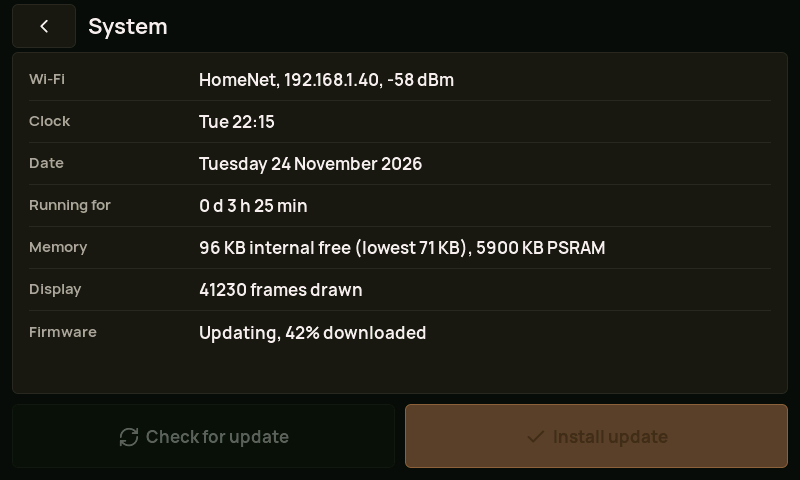 System
Wi-Fi HomeNet, 192.168.1.40, -58 dBm
Clock Tue 22:15
Date Tuesday 24 November 2026
Running for 0 d 3 h 25 min
Memory 96 KB internal free (lowest 71 KB), 5900 KB PSRAM
Display 41230 frames drawn
Firmware Updating, 42% downloaded
Check for update Install update